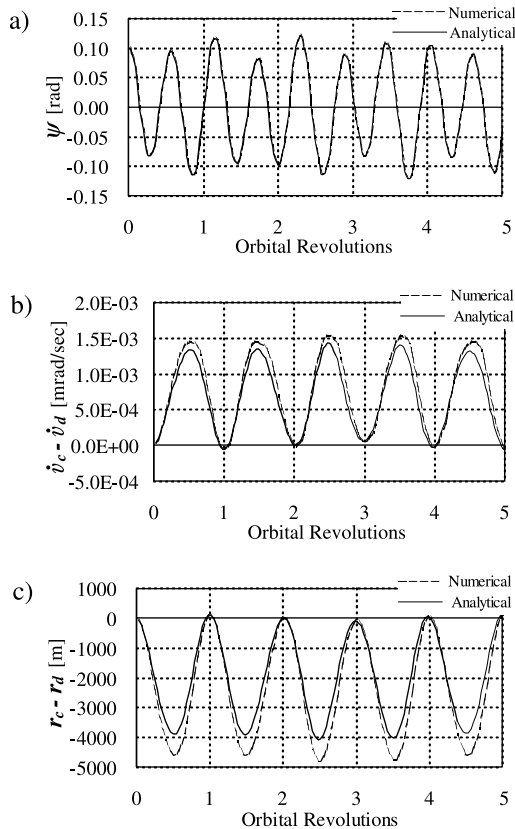 a)
Numerical
Analytical
0.15
0.10
0.05
0.00
-0.05
-0.10
-0.15
ψ [rad]
0 1 2 3 4 5
Orbital Revolutions
b)
Numerical
Analytical
2.0E-03
1.5E-03
1.0E-03
5.0E-04
0.0E+00
-5.0E-04
v̇c - v̇d [mrad/sec]
0 1 2 3 4 5
Orbital Revolutions
c)
Numerical
Analytical
1000
0
-1000
-2000
-3000
-4000
-5000
rc - rd [m]
0 1 2 3 4 5
Orbital Revolutions